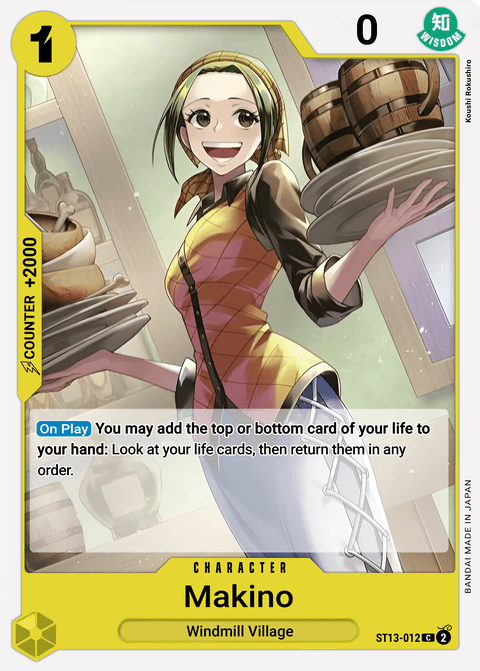 1
0
知
WISDOM
Koushi Rokushiro
COUNTER +2000
On Play You may add the top or bottom card of your life to
your hand: Look at your life cards, then return them in any
order.
BANDAI MADE IN JAPAN
CHARACTER
Makino
Windmill Village
ST13-012 C 2